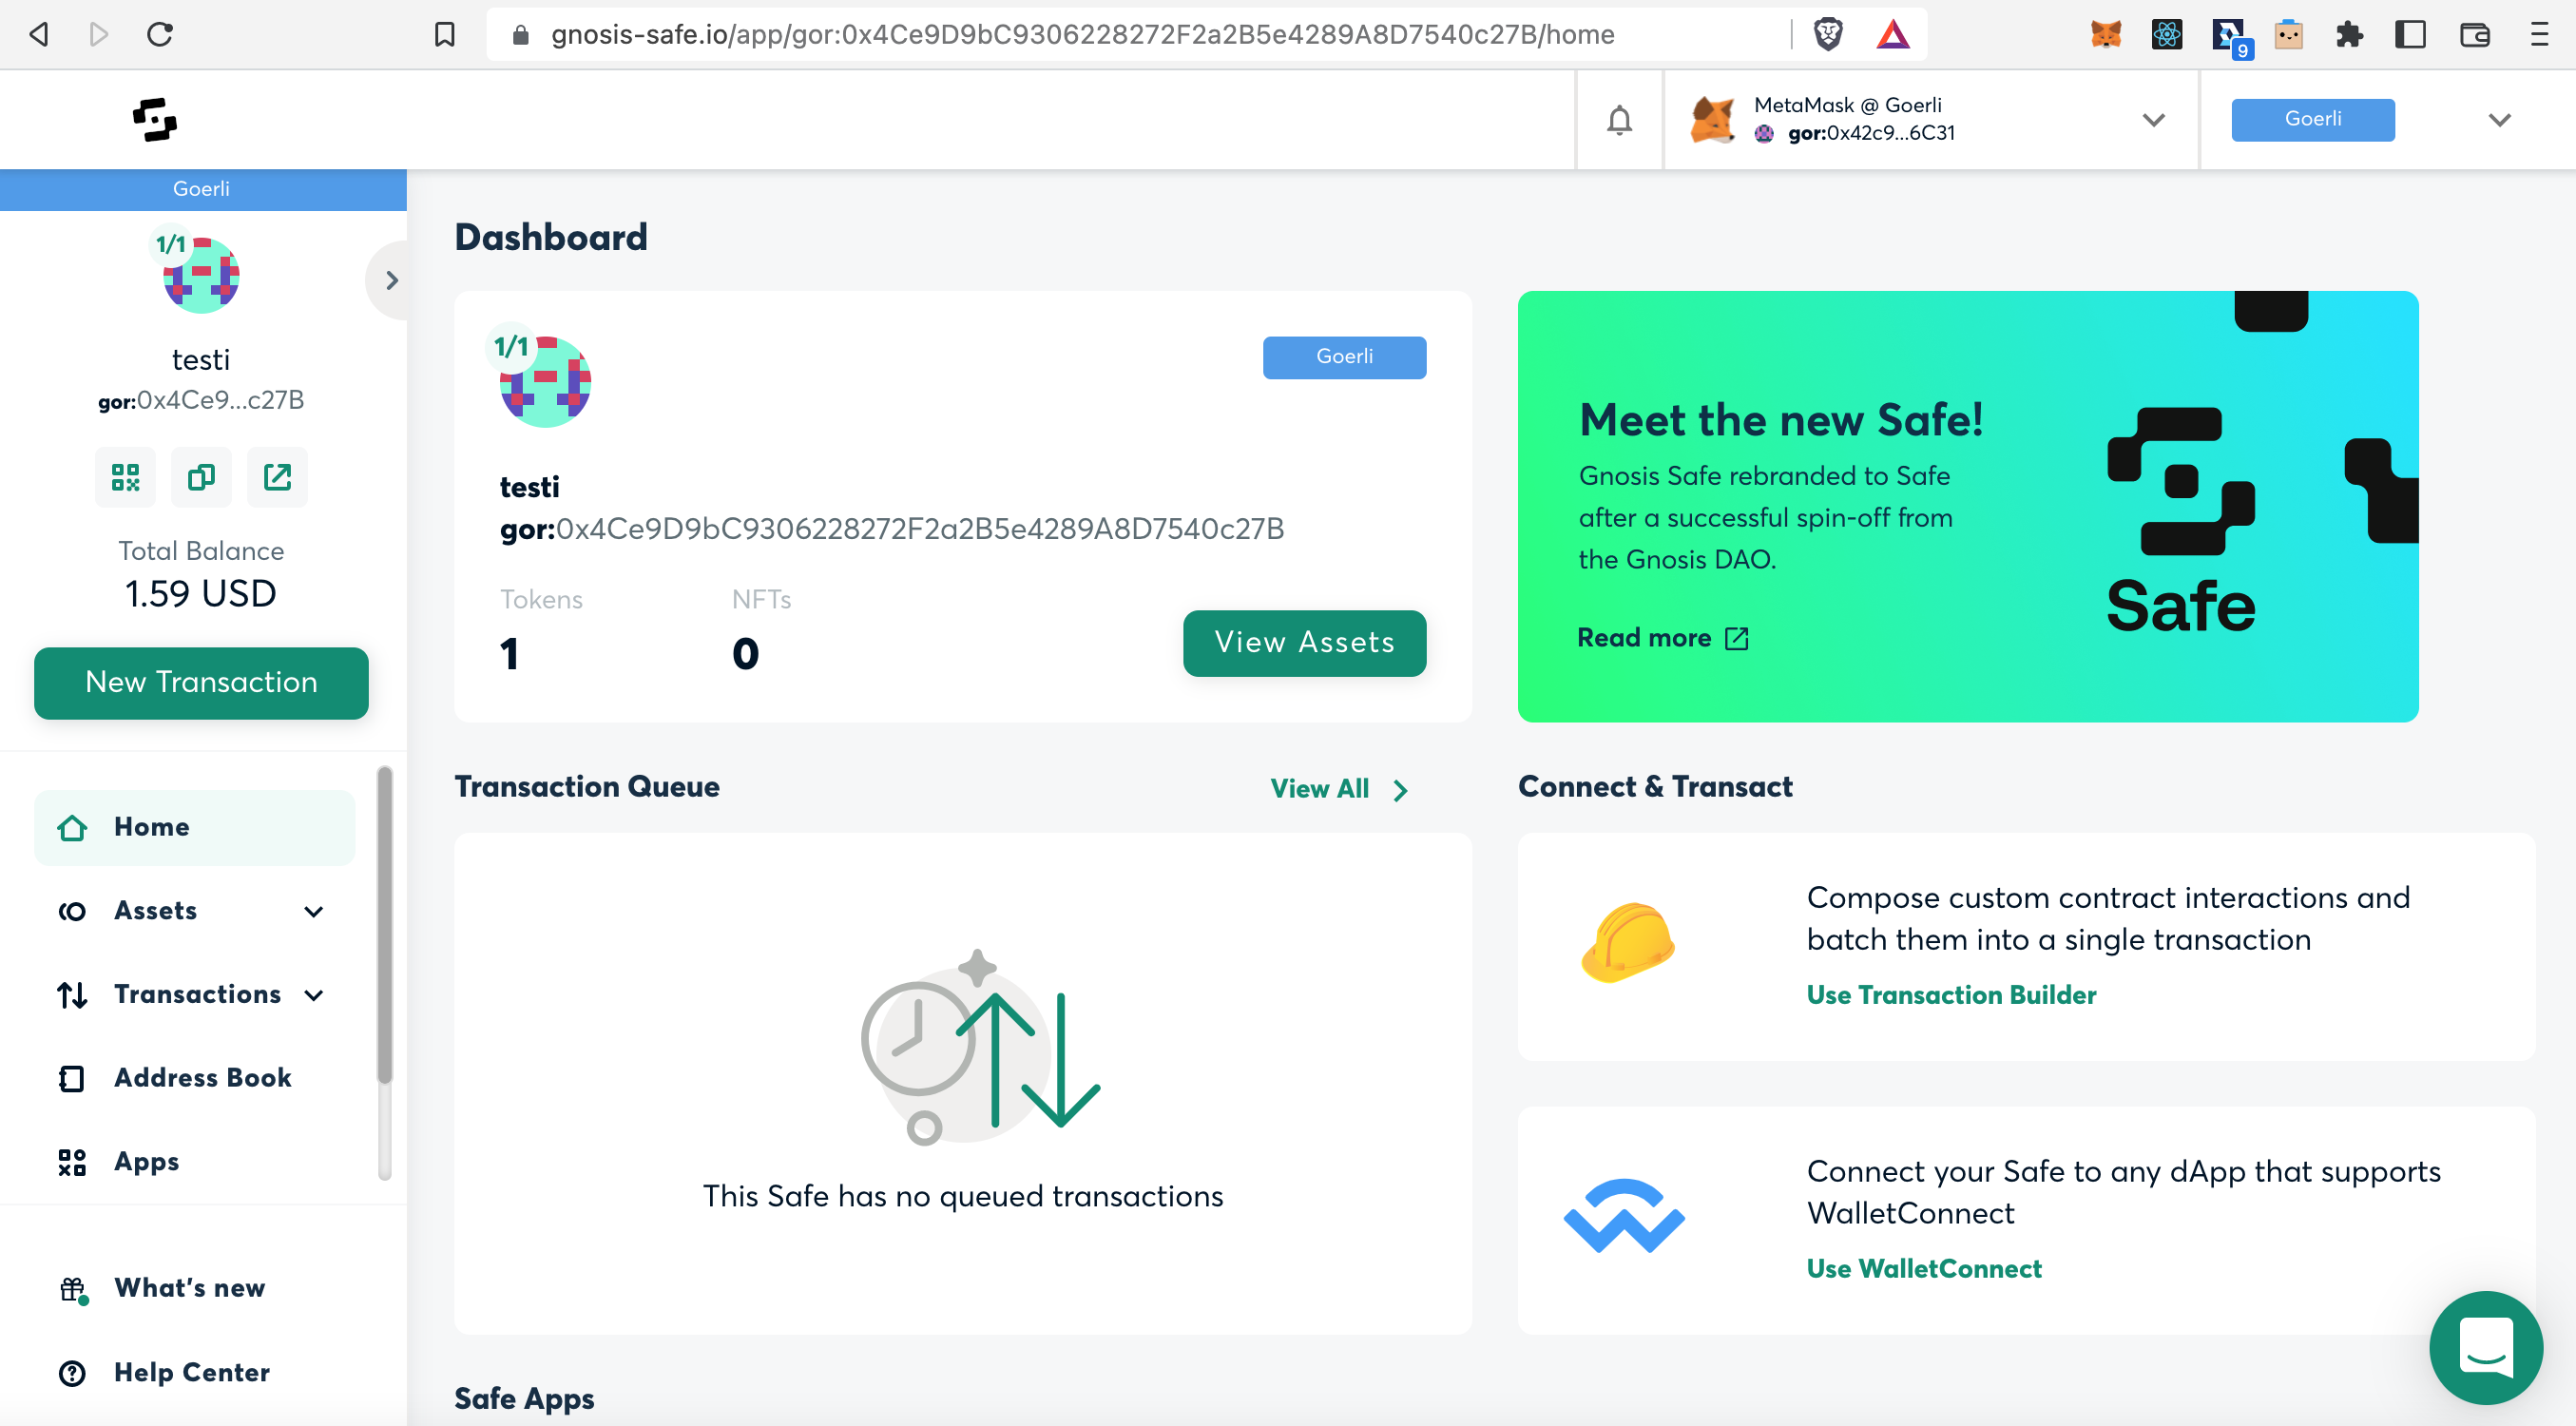 gnosis-safe.io/app/gor:0x4Ce9D9bC9306228272F2a2B5e4289A8D7540c27B/home
9
MetaMask @ Goerli
gor:0x42c9...6C31
Goerli
Goerli
1/1
testi
gor:0x4Ce9...c27B
Total Balance
1.59 USD
New Transaction
Home
Assets
Transactions
Address Book
Apps
What's new
Help Center
Dashboard
1/1
Goerli
testi
gor:0x4Ce9D9bC9306228272F2a2B5e4289A8D7540c27B
Tokens
NFTs
1
0
View Assets
Meet the new Safe!
Gnosis Safe rebranded to Safe
after a successful spin-off from
the Gnosis DAO.
Read more
Safe
Transaction Queue
View All
This Safe has no queued transactions
Connect & Transact
Compose custom contract interactions and
batch them into a single transaction
Use Transaction Builder
Connect your Safe to any dApp that supports
WalletConnect
Use WalletConnect
Safe Apps